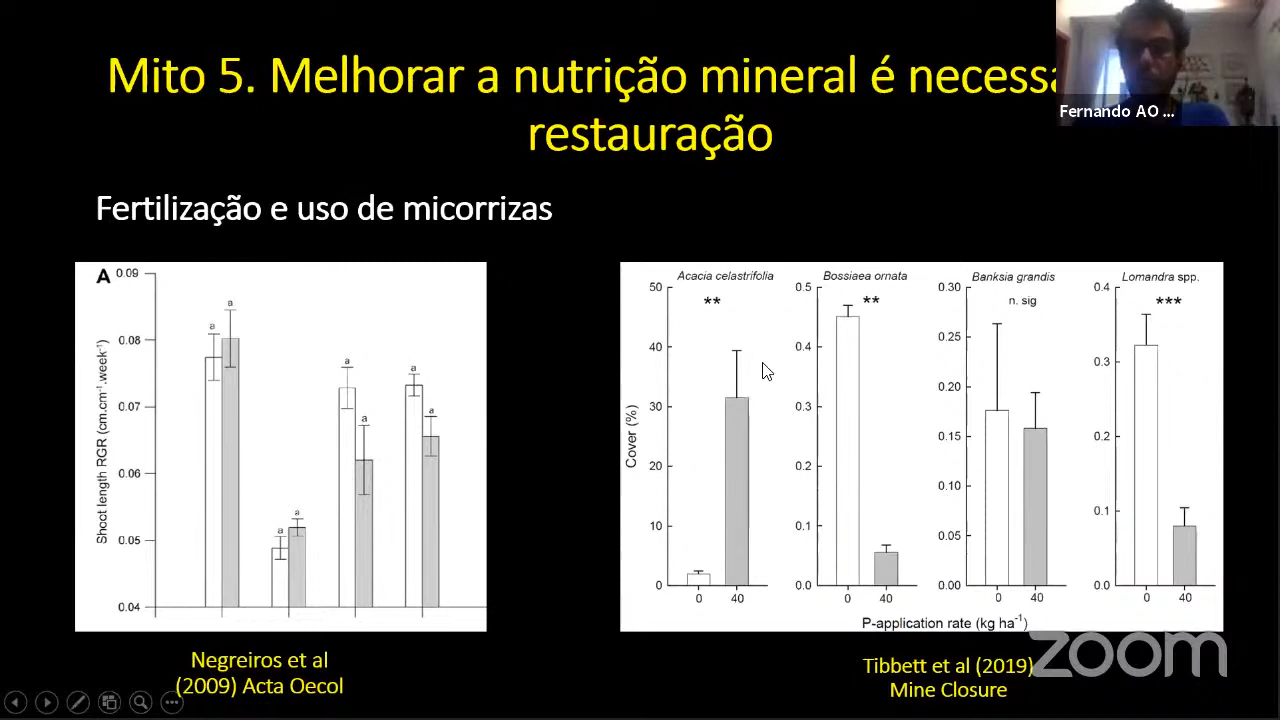 Mito 5. Melhorar a nutrição mineral é necessa
restauração
Fernando AO ...
Fertilização e uso de micorrizas
A
0.09
0.08
0.07
0.06
0.05
0.04
Shoot length RGR (cm.cm⁻¹.week⁻¹)
a
a
a
a
a
a
a
a
Acacia celastrifolia
**
50
40
30
20
10
0
Cover (%)
0 40
Bossiaea ornata
**
0.5
0.4
0.3
0.2
0.1
0.0
0 40
Banksia grandis
n. sig
0.30
0.25
0.20
0.15
0.10
0.05
0.00
0 40
Lomandra spp.
***
0.4
0.3
0.2
0.1
0.0
0 40
P-application rate (kg ha⁻¹)
Negreiros et al
(2009) Acta Oecol
Tibbett et al (2019)
Mine Closure
zoom